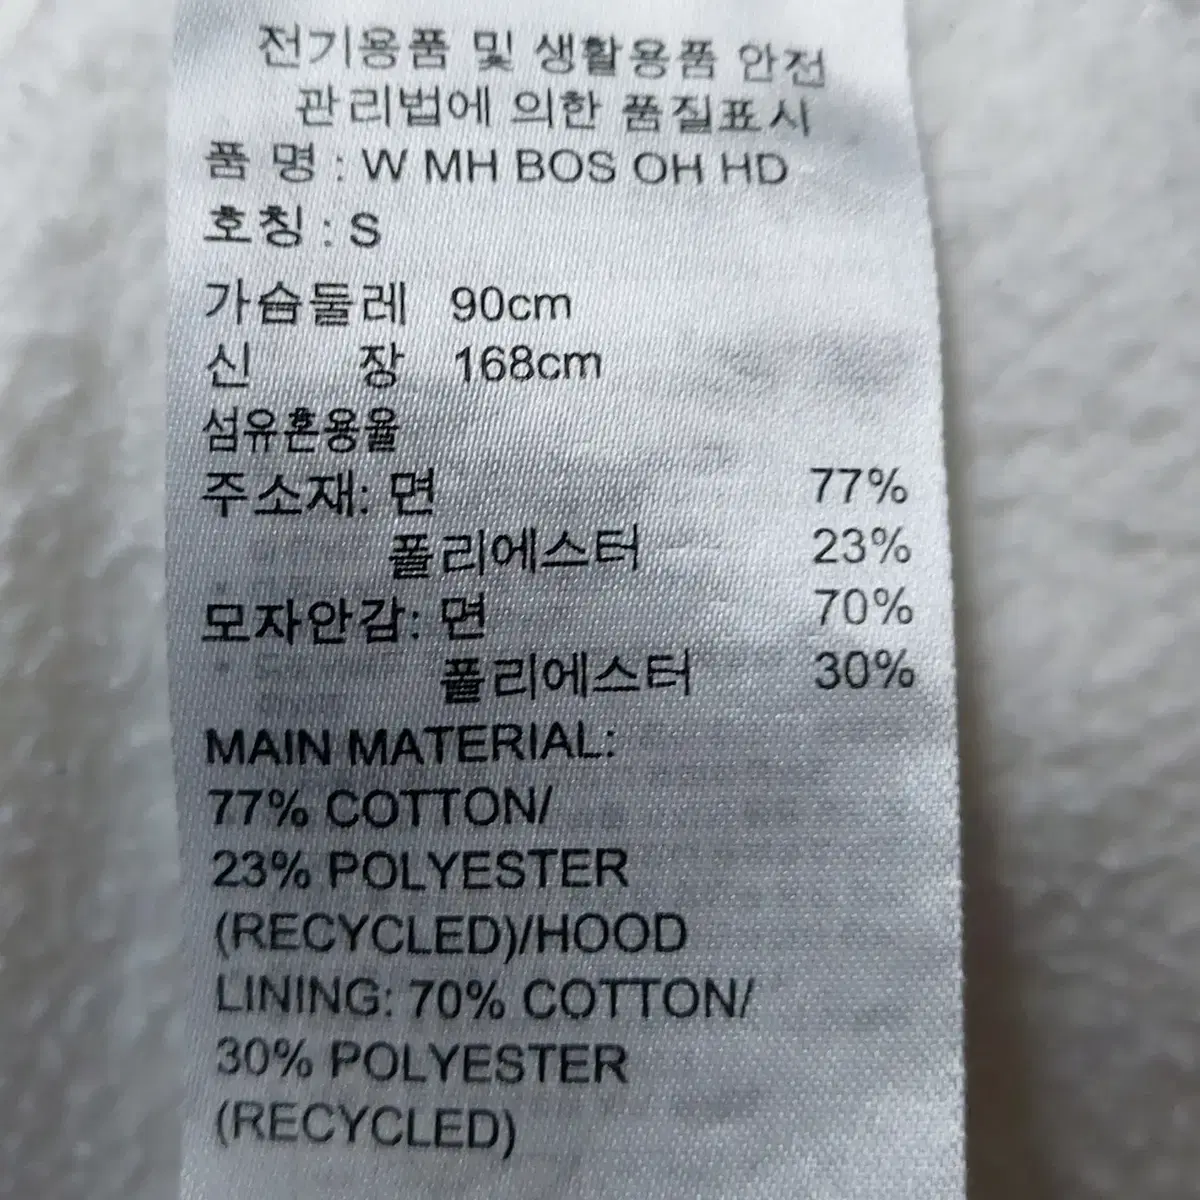 전기용품 및 생활용품 안전
관리법에 의한 품질표시
품 명 : W MH BOS OH HD
호칭 : S
가슴둘레 90cm
신 장 168cm
섬유혼용율
주소재: 면 77%
폴리에스터 23%
모자안감: 면 70%
폴리에스터 30%
MAIN MATERIAL:
77% COTTON/
23% POLYESTER
(RECYCLED)/HOOD
LINING: 70% COTTON/
30% POLYESTER
(RECYCLED)